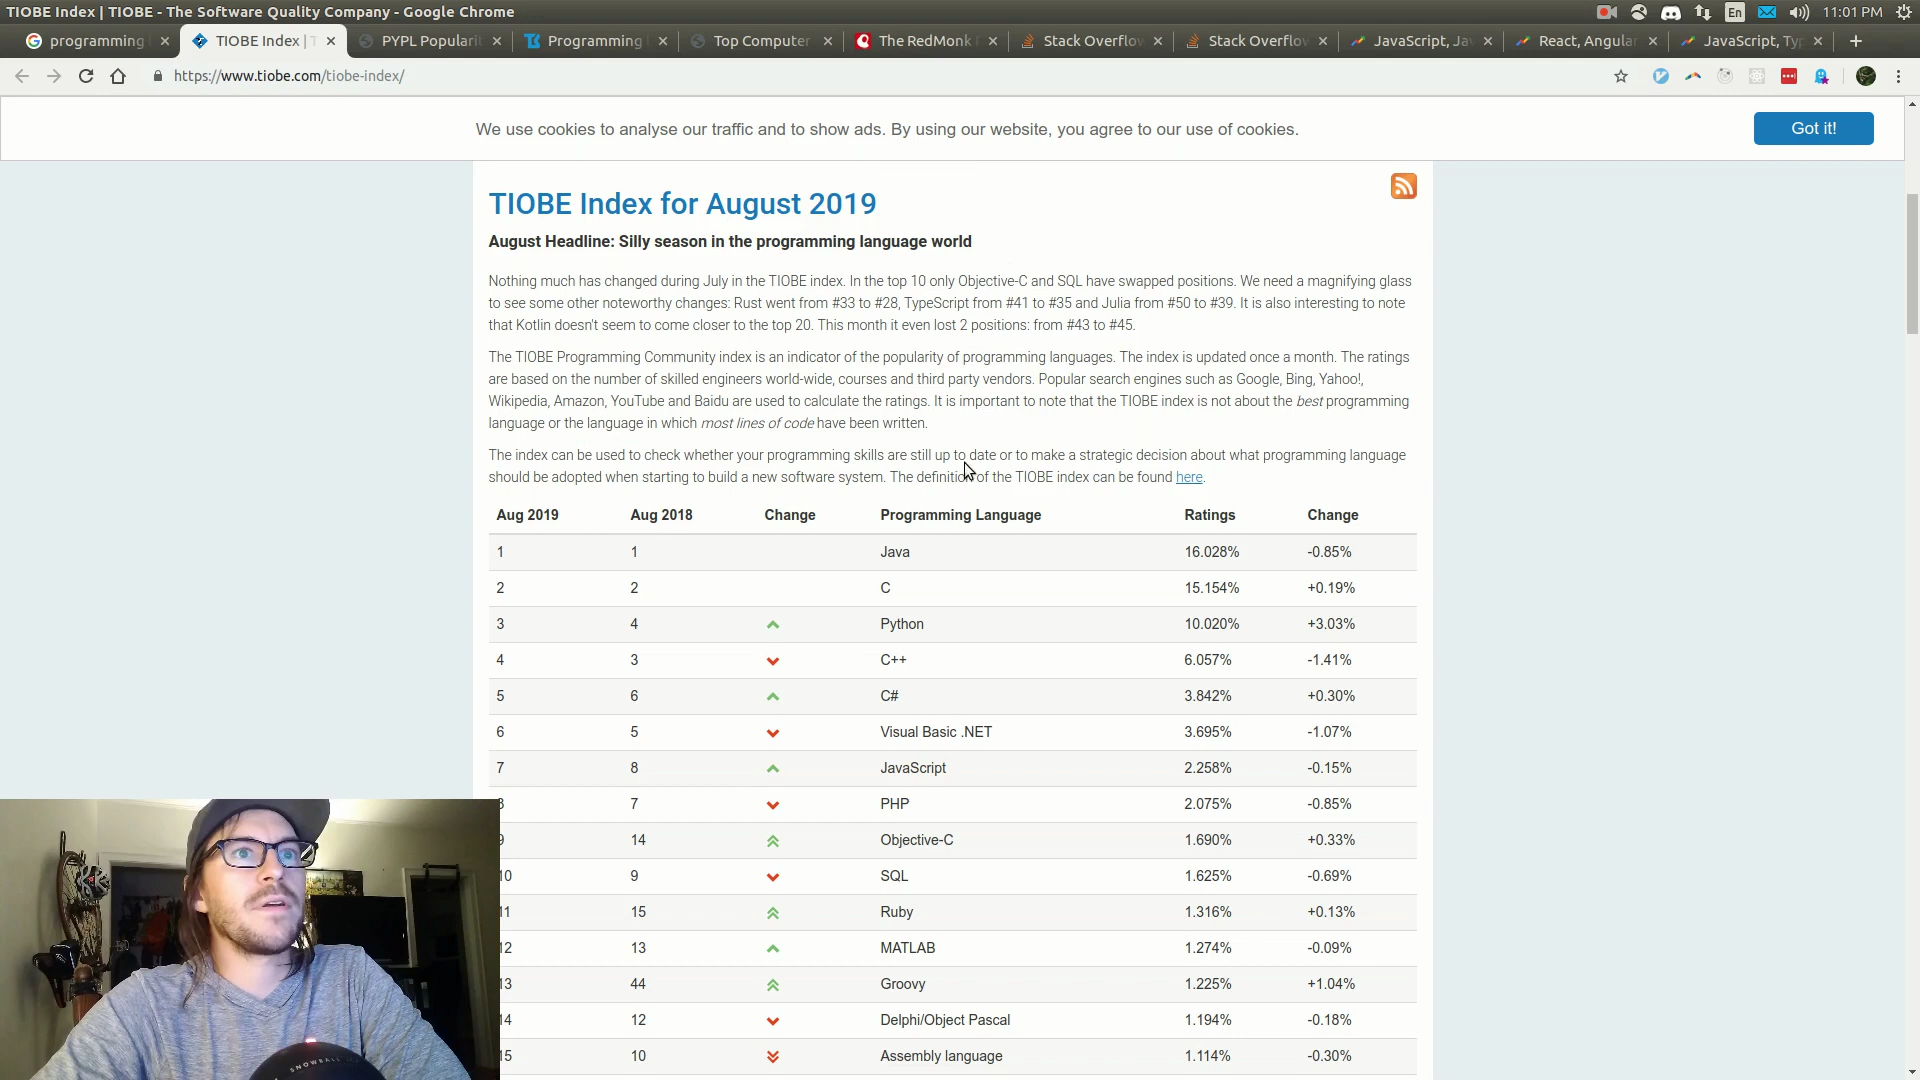 TIOBE Index | TIOBE - The Software Quality Company - Google Chrome
En
11:01 PM
programming
TIOBE Index | T
PYPL Populari
Programming
Top Computer
The RedMonk
Stack Overflo
Stack Overflo
JavaScript, Ja
React, Angular
JavaScript, Ty
https://www.tiobe.com/tiobe-index/
We use cookies to analyse our traffic and to show ads. By using our website, you agree to our use of cookies.
Got it!
TIOBE Index for August 2019
August Headline: Silly season in the programming language world
Nothing much has changed during July in the TIOBE index. In the top 10 only Objective-C and SQL have swapped positions. We need a magnifying glass
to see some other noteworthy changes: Rust went from #33 to #28, TypeScript from #41 to #35 and Julia from #50 to #39. It is also interesting to note
that Kotlin doesn't seem to come closer to the top 20. This month it even lost 2 positions: from #43 to #45.
The TIOBE Programming Community index is an indicator of the popularity of programming languages. The index is updated once a month. The ratings
are based on the number of skilled engineers world-wide, courses and third party vendors. Popular search engines such as Google, Bing, Yahoo!,
Wikipedia, Amazon, YouTube and Baidu are used to calculate the ratings. It is important to note that the TIOBE index is not about the best programming
language or the language in which most lines of code have been written.
The index can be used to check whether your programming skills are still up to date or to make a strategic decision about what programming language
should be adopted when starting to build a new software system. The definition of the TIOBE index can be found here.
Aug 2019 Aug 2018 Change Programming Language Ratings Change
1 1 Java 16.028% -0.85%
2 2 C 15.154% +0.19%
3 4 Python 10.020% +3.03%
4 3 C++ 6.057% -1.41%
5 6 C# 3.842% +0.30%
6 5 Visual Basic .NET 3.695% -1.07%
7 8 JavaScript 2.258% -0.15%
8 7 PHP 2.075% -0.85%
9 14 Objective-C 1.690% +0.33%
10 9 SQL 1.625% -0.69%
11 15 Ruby 1.316% +0.13%
12 13 MATLAB 1.274% -0.09%
13 44 Groovy 1.225% +1.04%
14 12 Delphi/Object Pascal 1.194% -0.18%
15 10 Assembly language 1.114% -0.30%
SNOWBALL